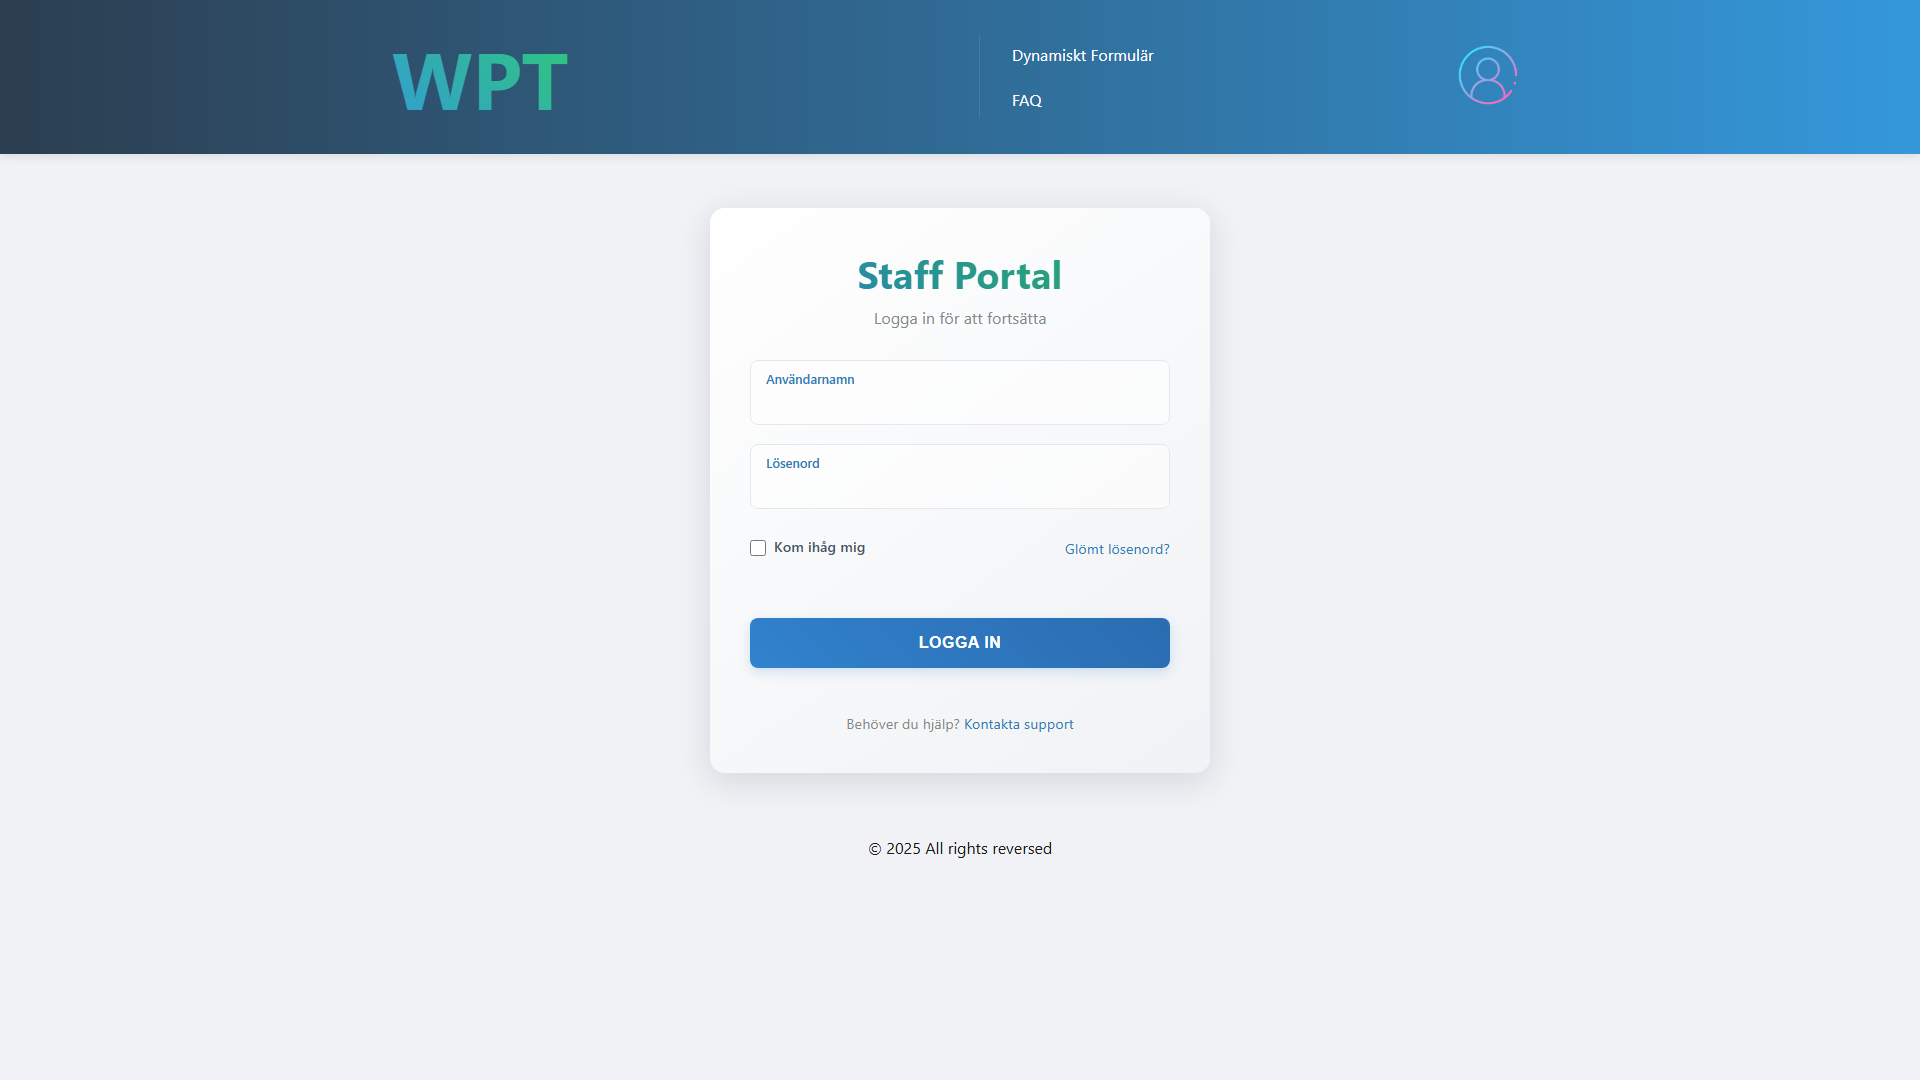 WPT
Dynamiskt Formulär
FAQ
Staff Portal
Logga in för att fortsätta
Användarnamn
Lösenord
Kom ihåg mig
Glömt lösenord?
LOGGA IN
Behöver du hjälp? Kontakta support
© 2025 All rights reversed